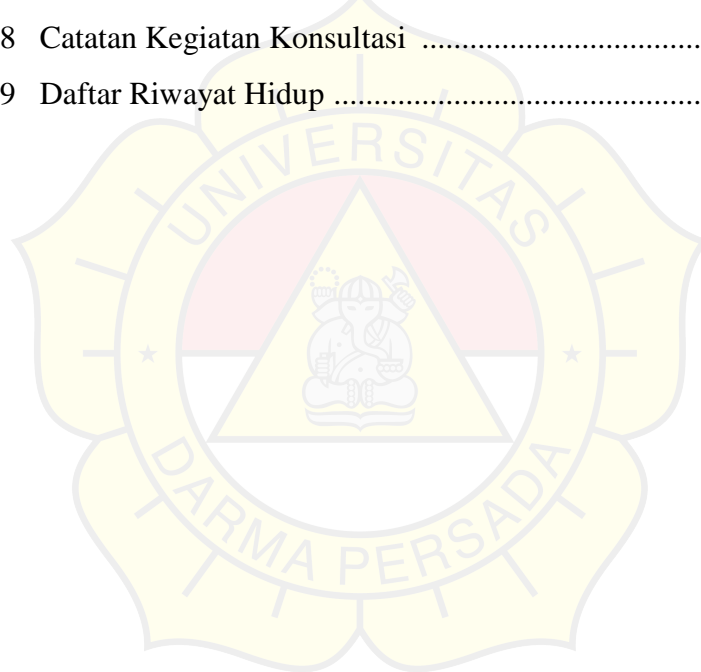 8 Catatan Kegiatan Konsultasi ...................................
9 Daftar Riwayat Hidup ..............................................
UNIVERSITAS
DARMA PERSADA